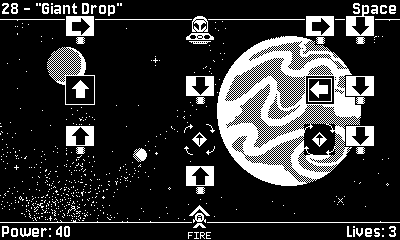 28 - "Giant Drop"
Space
FIRE
Power: 40
Lives: 3